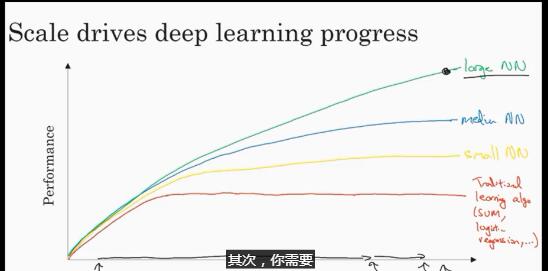 Scale drives deep learning progress
large NN
medium NN
small NN
Traditional
learning algo
(SVM,
logistic
regression,...)
Performance
其次，你需要